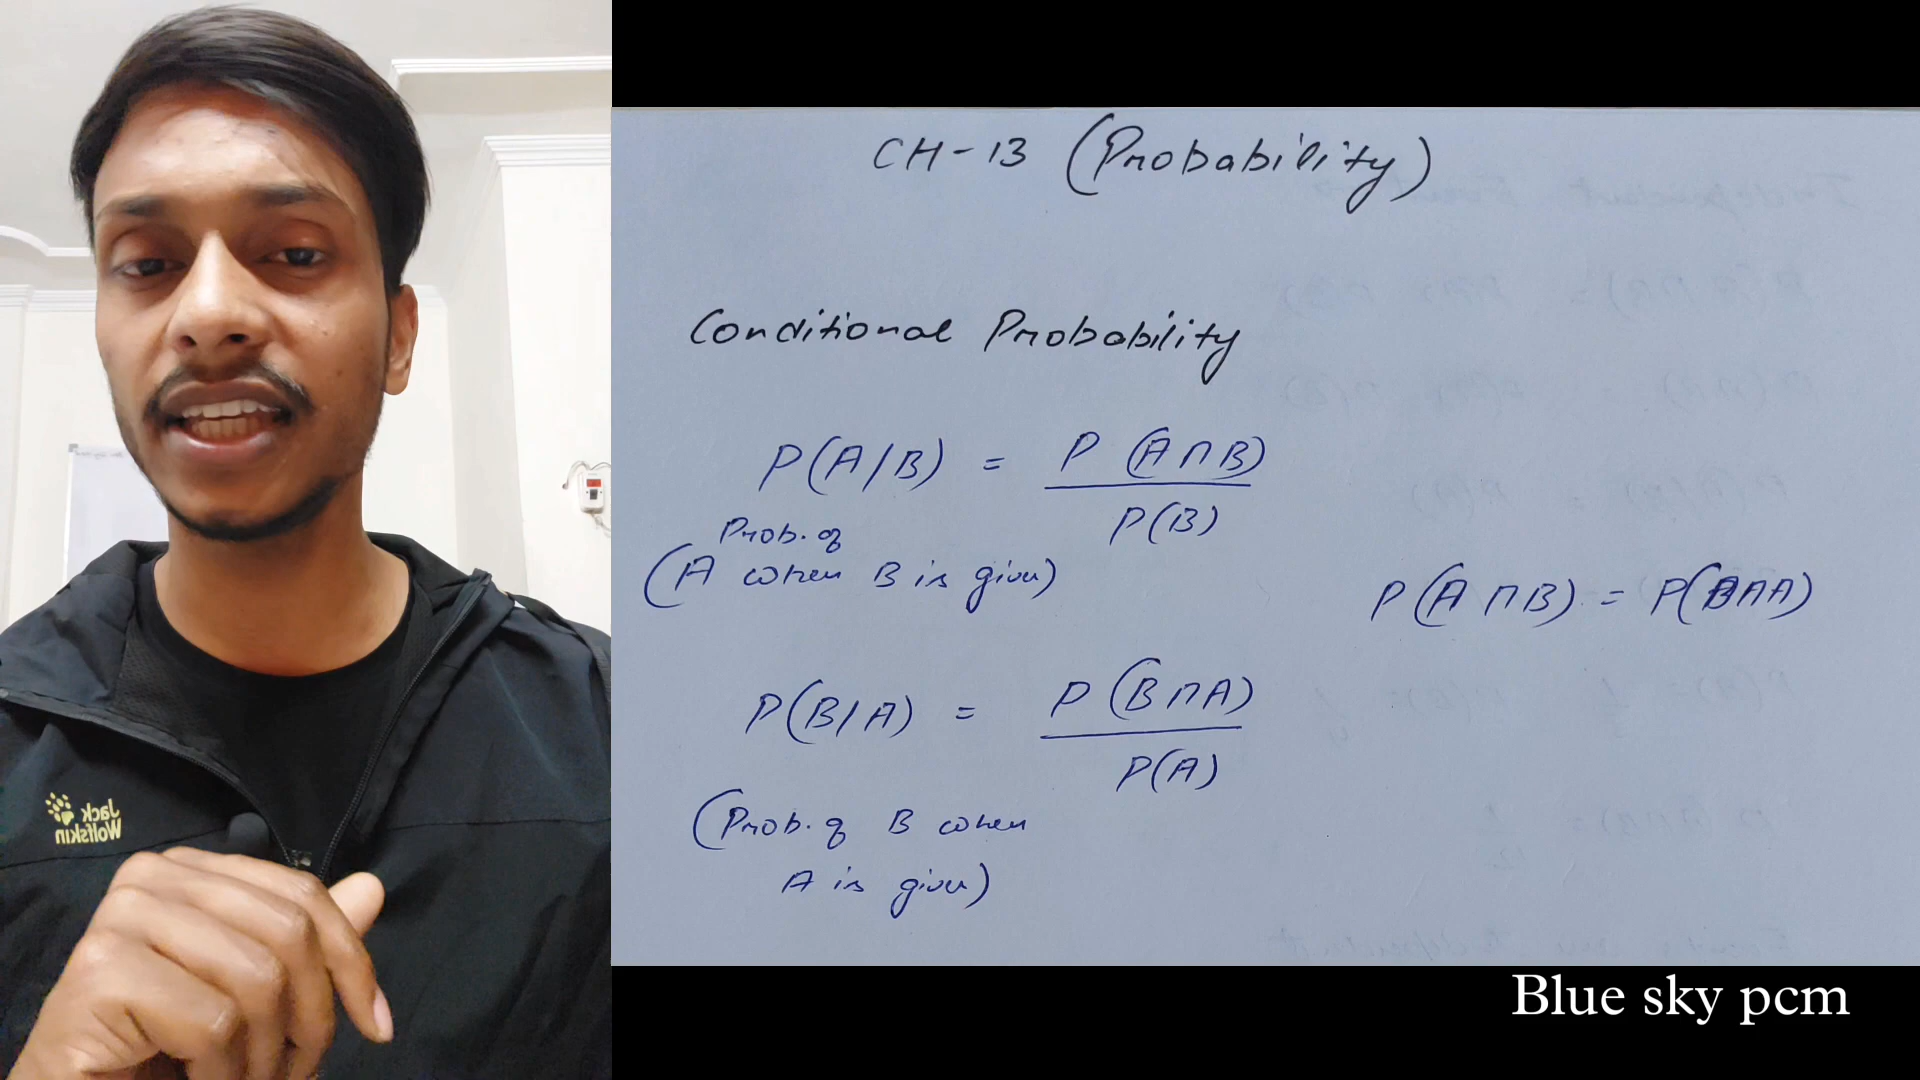 CH-13 (Probability)
Conditional Probability
P(A/B) = P(A∩B)
P(B)
Prob. of
(A when B is given)
P(A∩B) = P(B∩A)
P(B/A) = P(B∩A)
P(A)
(Prob. of B when
A is given)
Jack
Wolfskin
Blue sky pcm